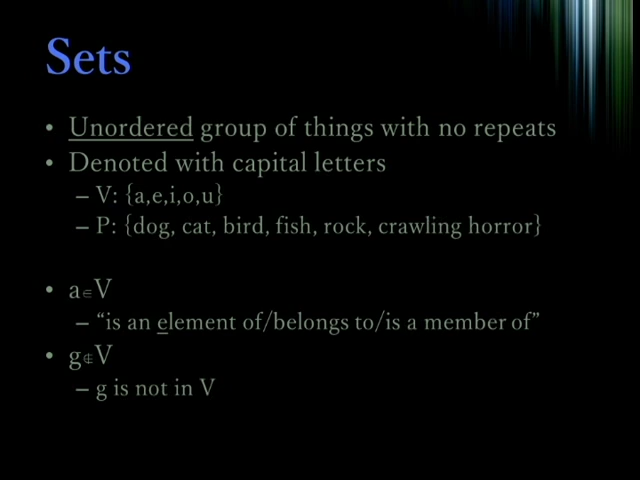 Sets
• Unordered group of things with no repeats
• Denoted with capital letters
– V: {a,e,i,o,u}
– P: {dog, cat, bird, fish, rock, crawling horror}
• a∈V
– “is an element of/belongs to/is a member of”
• g∉V
– g is not in V